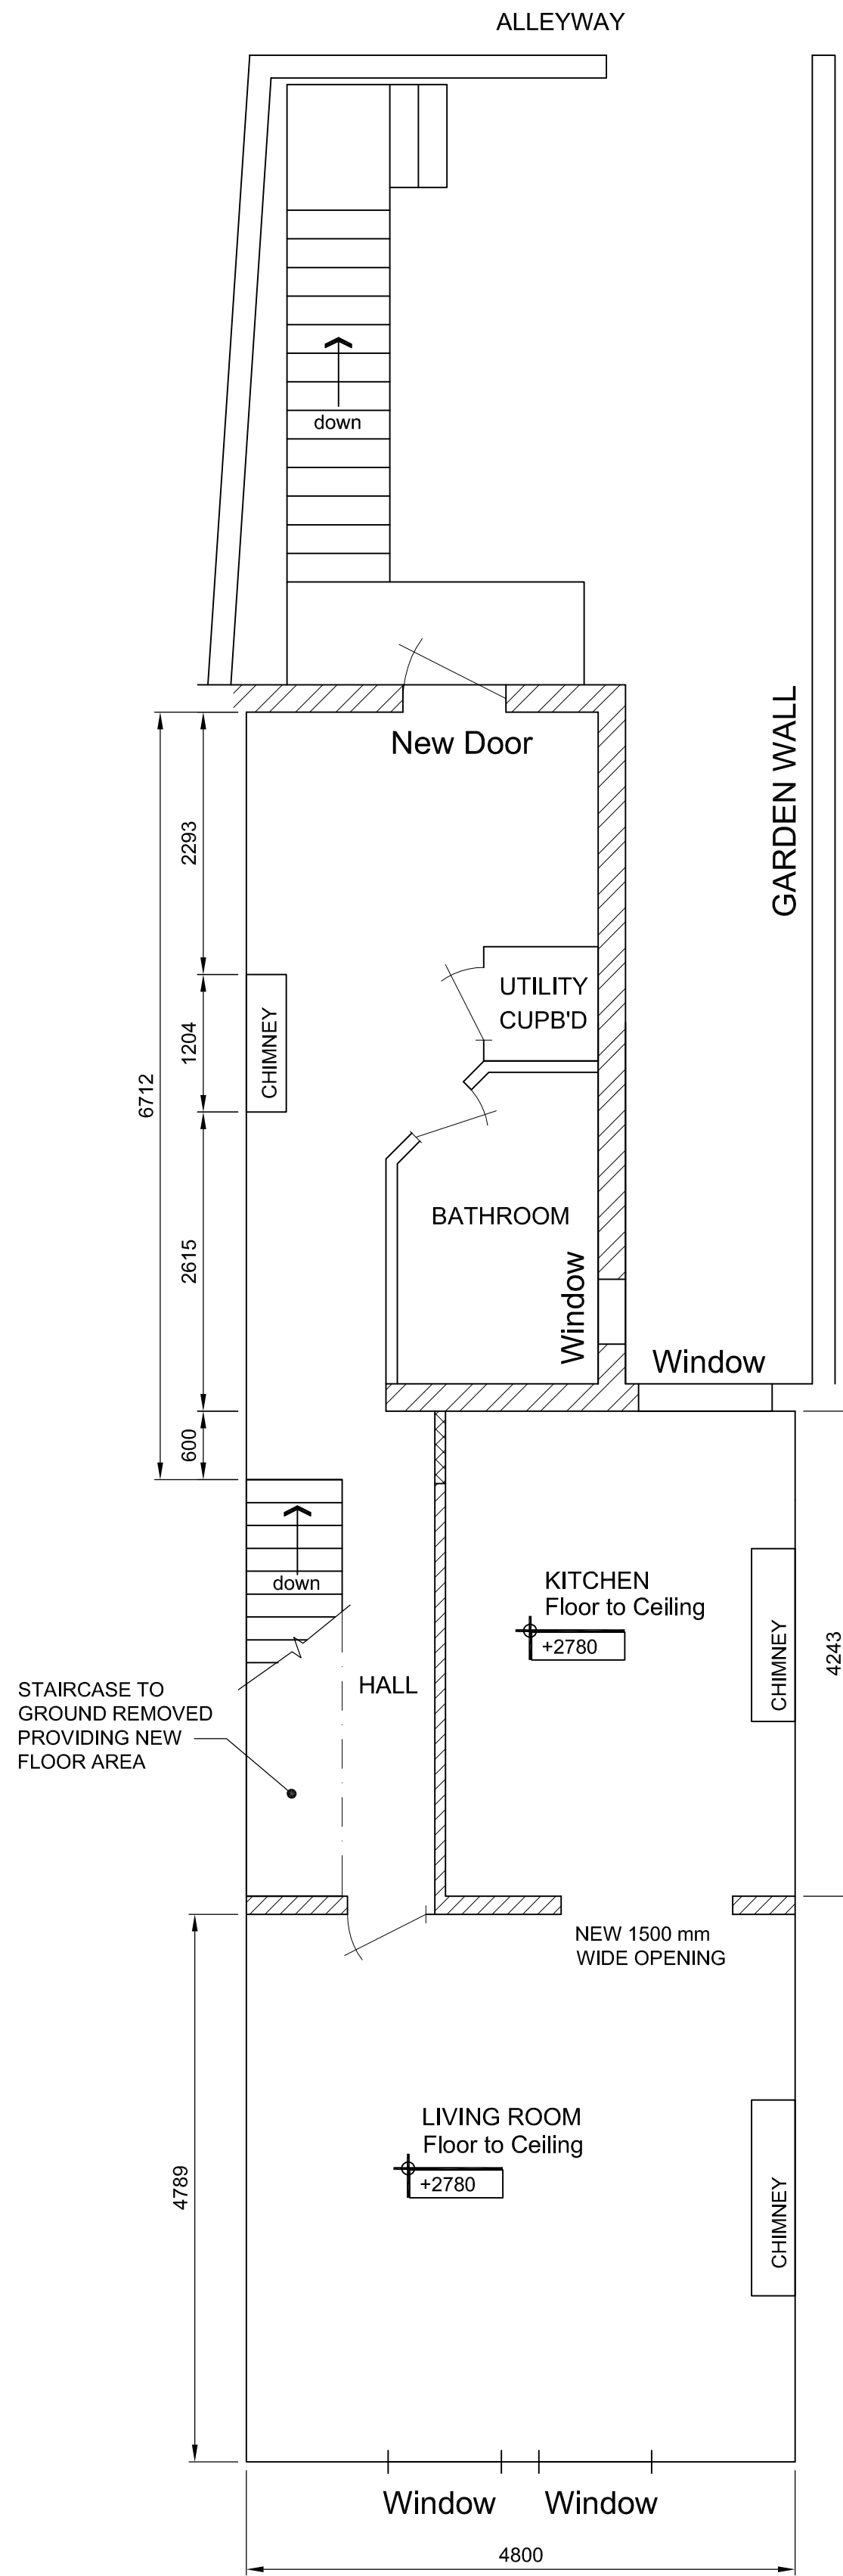 ALLEYWAY
down
New Door
GARDEN WALL
2293
UTILITY
CUPB'D
1204
CHIMNEY
6712
BATHROOM
2615
Window
Window
600
down
KITCHEN
Floor to Ceiling
+2780
CHIMNEY
4243
HALL
STAIRCASE TO
GROUND REMOVED
PROVIDING NEW
FLOOR AREA
NEW 1500 mm
WIDE OPENING
LIVING ROOM
Floor to Ceiling
+2780
4789
CHIMNEY
Window
Window
4800